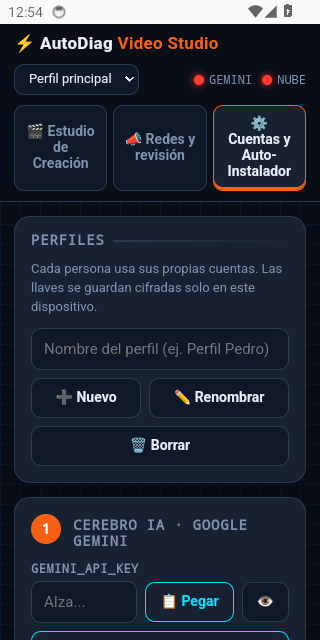 12:54
⚡ AutoDiag Video Studio
Perfil principal
GEMINI
NUBE
🎬 Estudio
de
Creación
📣 Redes y
revisión
⚙️
Cuentas y
Auto-
Instalador
PERFILES
Cada persona usa sus propias cuentas. Las
llaves se guardan cifradas solo en este
dispositivo.
Nombre del perfil (ej. Perfil Pedro)
➕ Nuevo
✏️ Renombrar
🗑️ Borrar
1
CEREBRO IA · GOOGLE
GEMINI
GEMINI_API_KEY
AIza...
📋 Pegar
👁️